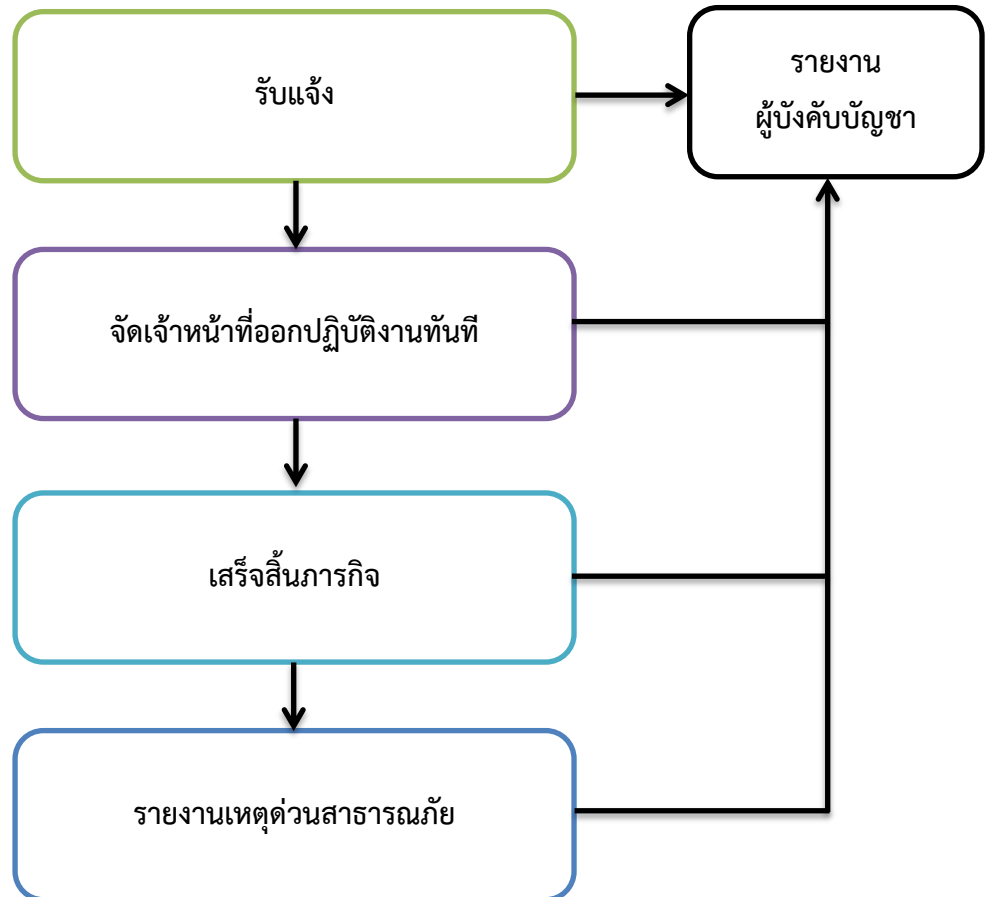 รับแจ้ง
รายงาน
ผู้บังคับบัญชา
จัดเจ้าหน้าที่ออกปฏิบัติงานทันที
เสร็จสิ้นภารกิจ
รายงานเหตุด่วนสาธารณภัย